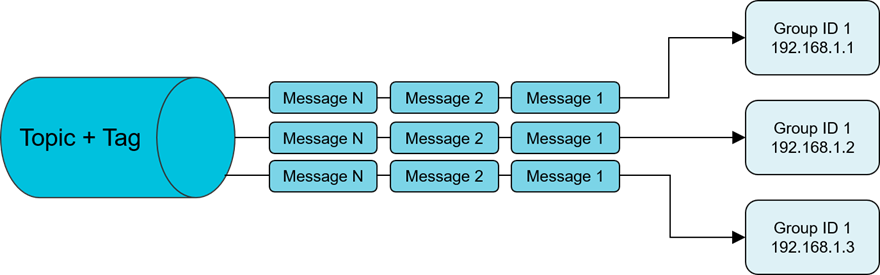 Topic + Tag
Message N
Message 2
Message 1
Message N
Message 2
Message 1
Message N
Message 2
Message 1
Group ID 1
192.168.1.1
Group ID 1
192.168.1.2
Group ID 1
192.168.1.3